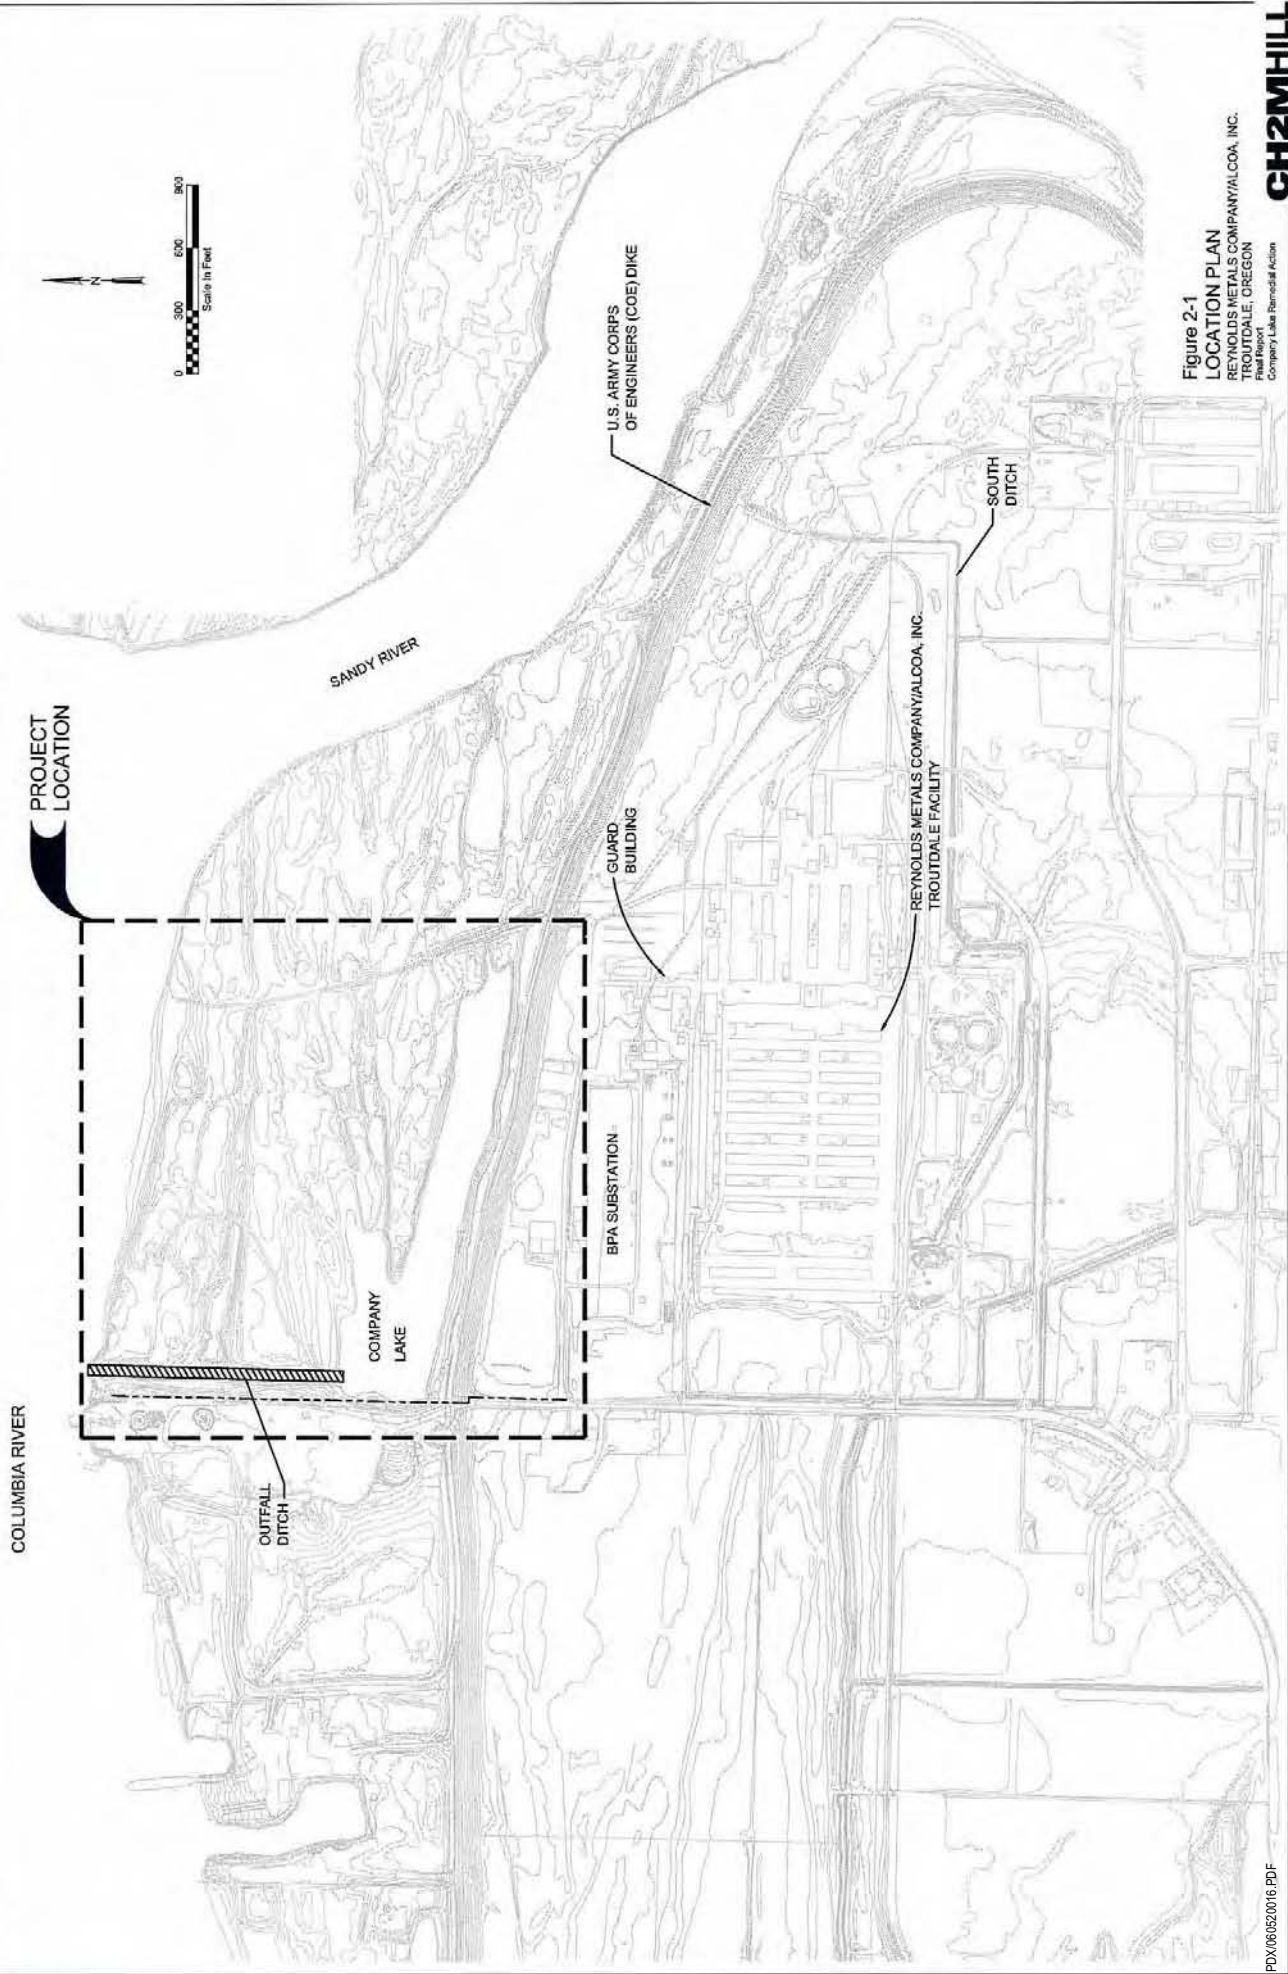 COLUMBIA RIVER
PROJECT
LOCATION
N
0 300 600 900
Scale In Feet
SANDY RIVER
OUTFALL
DITCH
COMPANY
LAKE
U.S. ARMY CORPS
OF ENGINEERS (COE) DIKE
GUARD
BUILDING
BPA SUBSTATION
SOUTH
DITCH
REYNOLDS METALS COMPANY/ALCOA, INC.
TROUTDALE FACILITY
Figure 2-1
LOCATION PLAN
REYNOLDS METALS COMPANY/ALCOA, INC.
TROUTDALE, OREGON
Final Report
Company Lake Remedial Action
CH2MHILL
PDX/060520016.PDF